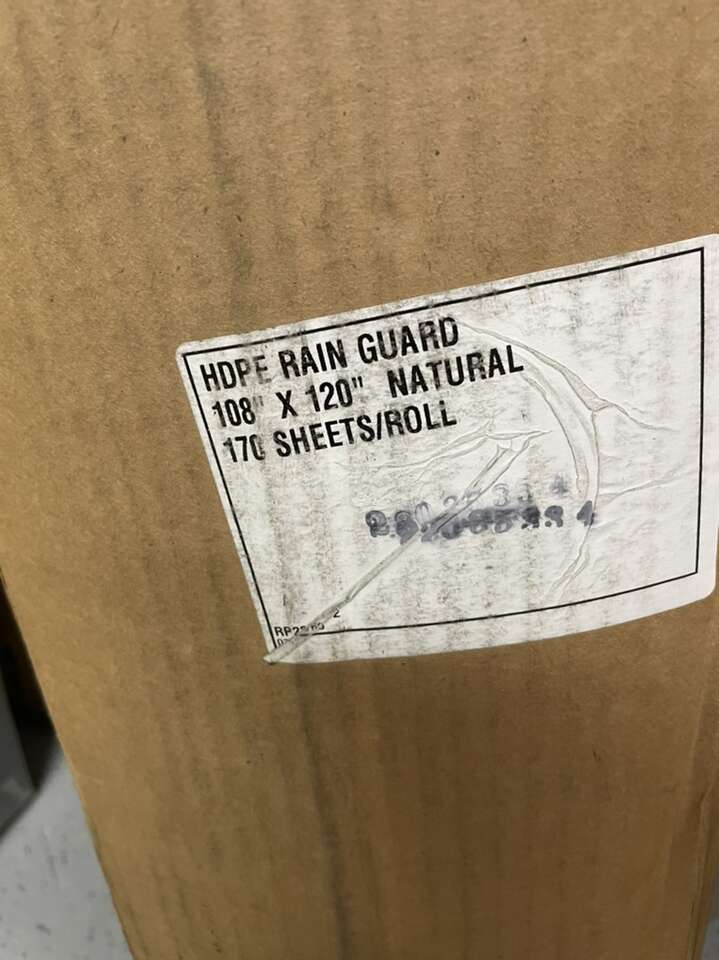 HDPE RAIN GUARD
108" X 120" NATURAL
170 SHEETS/ROLL